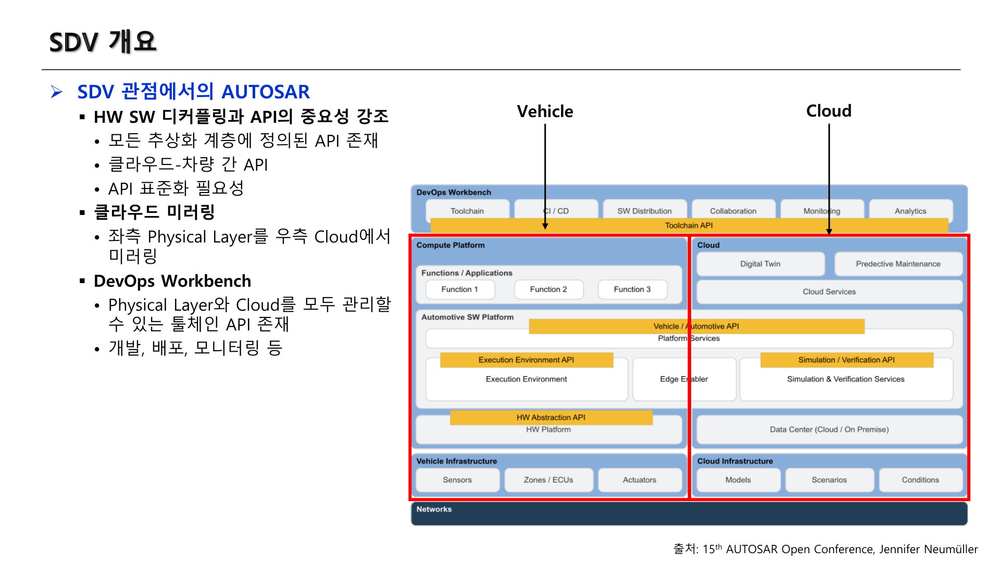 SDV 개요
➢ SDV 관점에서의 AUTOSAR
▪ HW SW 디커플링과 API의 중요성 강조
• 모든 추상화 계층에 정의된 API 존재
• 클라우드-차량 간 API
• API 표준화 필요성
▪ 클라우드 미러링
• 좌측 Physical Layer를 우측 Cloud에서
미러링
▪ DevOps Workbench
• Physical Layer와 Cloud를 모두 관리할
수 있는 툴체인 API 존재
• 개발, 배포, 모니터링 등
Vehicle
Cloud
DevOps Workbench
Toolchain
CI / CD
SW Distribution
Collaboration
Monitoring
Analytics
Toolchain API
Compute Platform
Functions / Applications
Function 1
Function 2
Function 3
Cloud
Digital Twin
Predective Maintenance
Cloud Services
Automotive SW Platform
Vehicle / Automotive API
Platform Services
Execution Environment API
Execution Environment
Edge Enabler
Simulation / Verification API
Simulation & Verification Services
HW Abstraction API
HW Platform
Data Center (Cloud / On Premise)
Vehicle Infrastructure
Sensors
Zones / ECUs
Actuators
Cloud Infrastructure
Models
Scenarios
Conditions
Networks
출처: 15th AUTOSAR Open Conference, Jennifer Neumüller